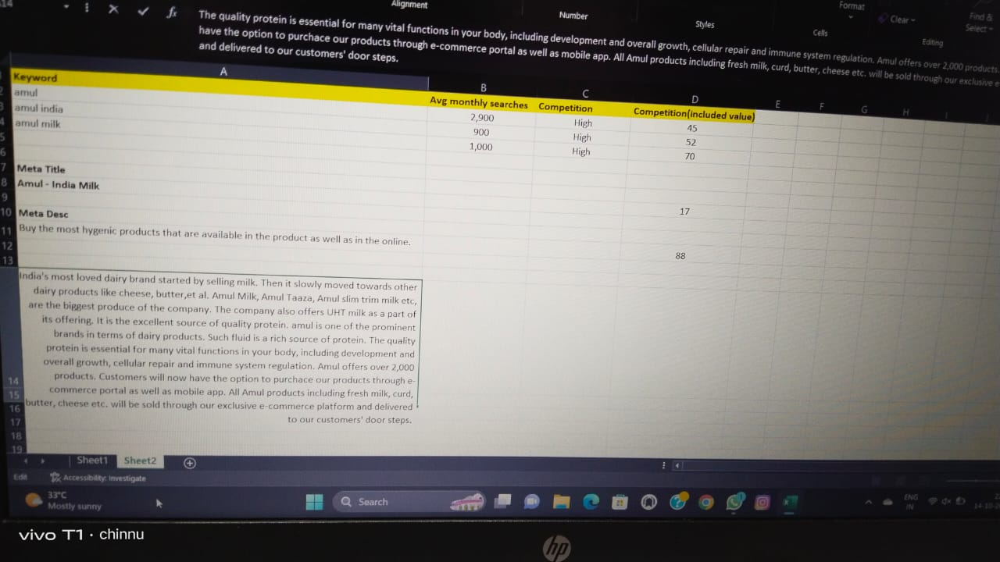 14
Alignment
Number
Styles
Format
Cells
Clear
Find &
Select
Editing
fx
The quality protein is essential for many vital functions in your body, including development and overall growth, cellular repair and immune system regulation. Amul offers over 2,000 products.
have the option to purchace our products through e-commerce portal as well as mobile app. All Amul products including fresh milk, curd, butter, cheese etc. will be sold through our exclusive e
and delivered to our customers' door steps.
A B C D E F G H I
Keyword Avg monthly searches Competition Competition(included value)
2 amul 2,900 High 45
3 amul india 900 High 52
4 amul milk 1,000 High 70
5
6
7 Meta Title
8 Amul - India Milk 17
9
10 Meta Desc
11 Buy the most hygenic products that are available in the product as well as in the online. 88
12
13
India's most loved dairy brand started by selling milk. Then it slowly moved towards other
dairy products like cheese, butter,et al. Amul Milk, Amul Taaza, Amul slim trim milk etc,
are the biggest produce of the company. The company also offers UHT milk as a part of
its offering. It is the excellent source of quality protein. amul is one of the prominent
brands in terms of dairy products. Such fluid is a rich source of protein. The quality
protein is essential for many vital functions in your body, including development and
overall growth, cellular repair and immune system regulation. Amul offers over 2,000
products. Customers will now have the option to purchace our products through e-
commerce portal as well as mobile app. All Amul products including fresh milk, curd,
butter, cheese etc. will be sold through our exclusive e-commerce platform and delivered
to our customers' door steps.
14
15
16
17
18
19
Sheet1 Sheet2
Edit Accessibility: Investigate
33°C
Mostly sunny
Search
ENG
IN
14-10-2
vivo T1 · chinnu
hp